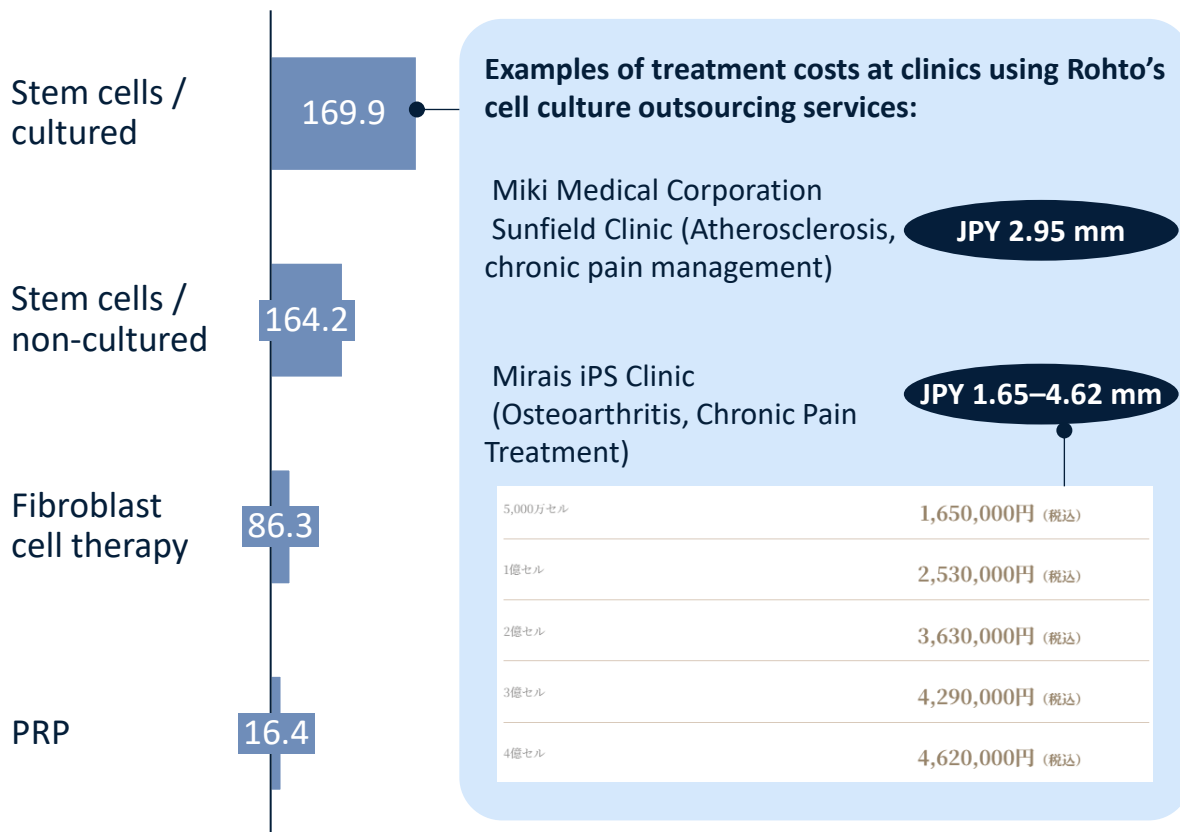 Stem cells /
cultured
169.9
Stem cells /
non-cultured
164.2
Fibroblast
cell therapy
86.3
PRP
16.4
Examples of treatment costs at clinics using Rohto’s
cell culture outsourcing services:
Miki Medical Corporation
Sunfield Clinic (Atherosclerosis,
chronic pain management)
JPY 2.95 mm
Mirais iPS Clinic
(Osteoarthritis, Chronic Pain
Treatment)
JPY 1.65–4.62 mm
5,000万セル 1,650,000円（税込）
1億セル 2,530,000円（税込）
2億セル 3,630,000円（税込）
3億セル 4,290,000円（税込）
4億セル 4,620,000円（税込）